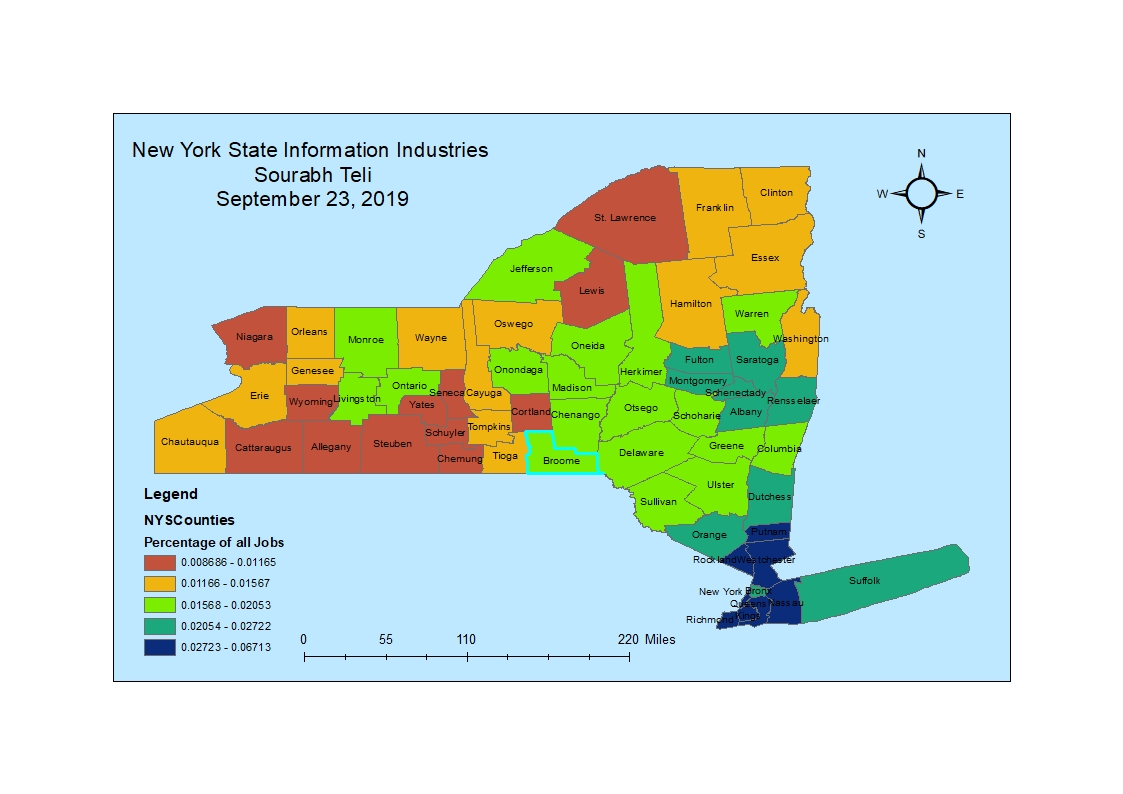 New York State Information Industries
Sourabh Teli
September 23, 2019
N
W E
S
Clinton
Franklin
St. Lawrence
Essex
Jefferson
Lewis
Hamilton
Warren
Oswego
Orleans
Niagara
Wayne
Monroe
Washington
Oneida
Fulton
Saratoga
Genesee
Onondaga
Herkimer
Montgomery
Ontario
Madison
Seneca
Cayuga
Schenectady
Erie
Livingston
Wyoming
Rensselaer
Yates
Otsego
Cortland
Albany
Chenango
Schoharie
Tompkins
Schuyler
Chautauqua
Steuben
Cattaraugus
Allegany
Greene
Columbia
Delaware
Tioga
Chemung
Broome
Ulster
Dutchess
Sullivan
Putnam
Orange
Rockland
Westchester
Suffolk
New York
Bronx
Queens
Nassau
Kings
Richmond
Legend
NYSCounties
Percentage of all Jobs
0.008686 - 0.01165
0.01166 - 0.01567
0.01568 - 0.02053
0.02054 - 0.02722
0.02723 - 0.06713
0 55 110 220 Miles